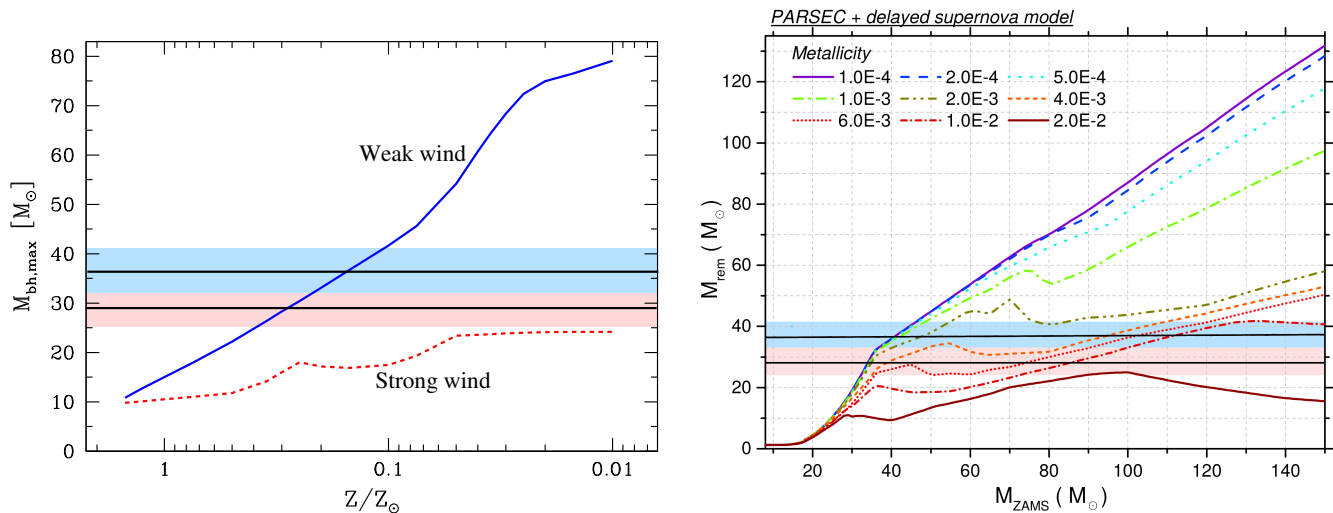 80
70
60
50
40
30
20
10
0
M_bh,max [M_⊙]
Weak wind
Strong wind
1 0.1 0.01
Z/Z_⊙
PARSEC + delayed supernova model
Metallicity
1.0E-4 2.0E-4 5.0E-4
1.0E-3 2.0E-3 4.0E-3
6.0E-3 1.0E-2 2.0E-2
120
100
80
60
40
20
0
M_rem ( M_⊙ )
20 40 60 80 100 120 140
M_ZAMS ( M_⊙ )